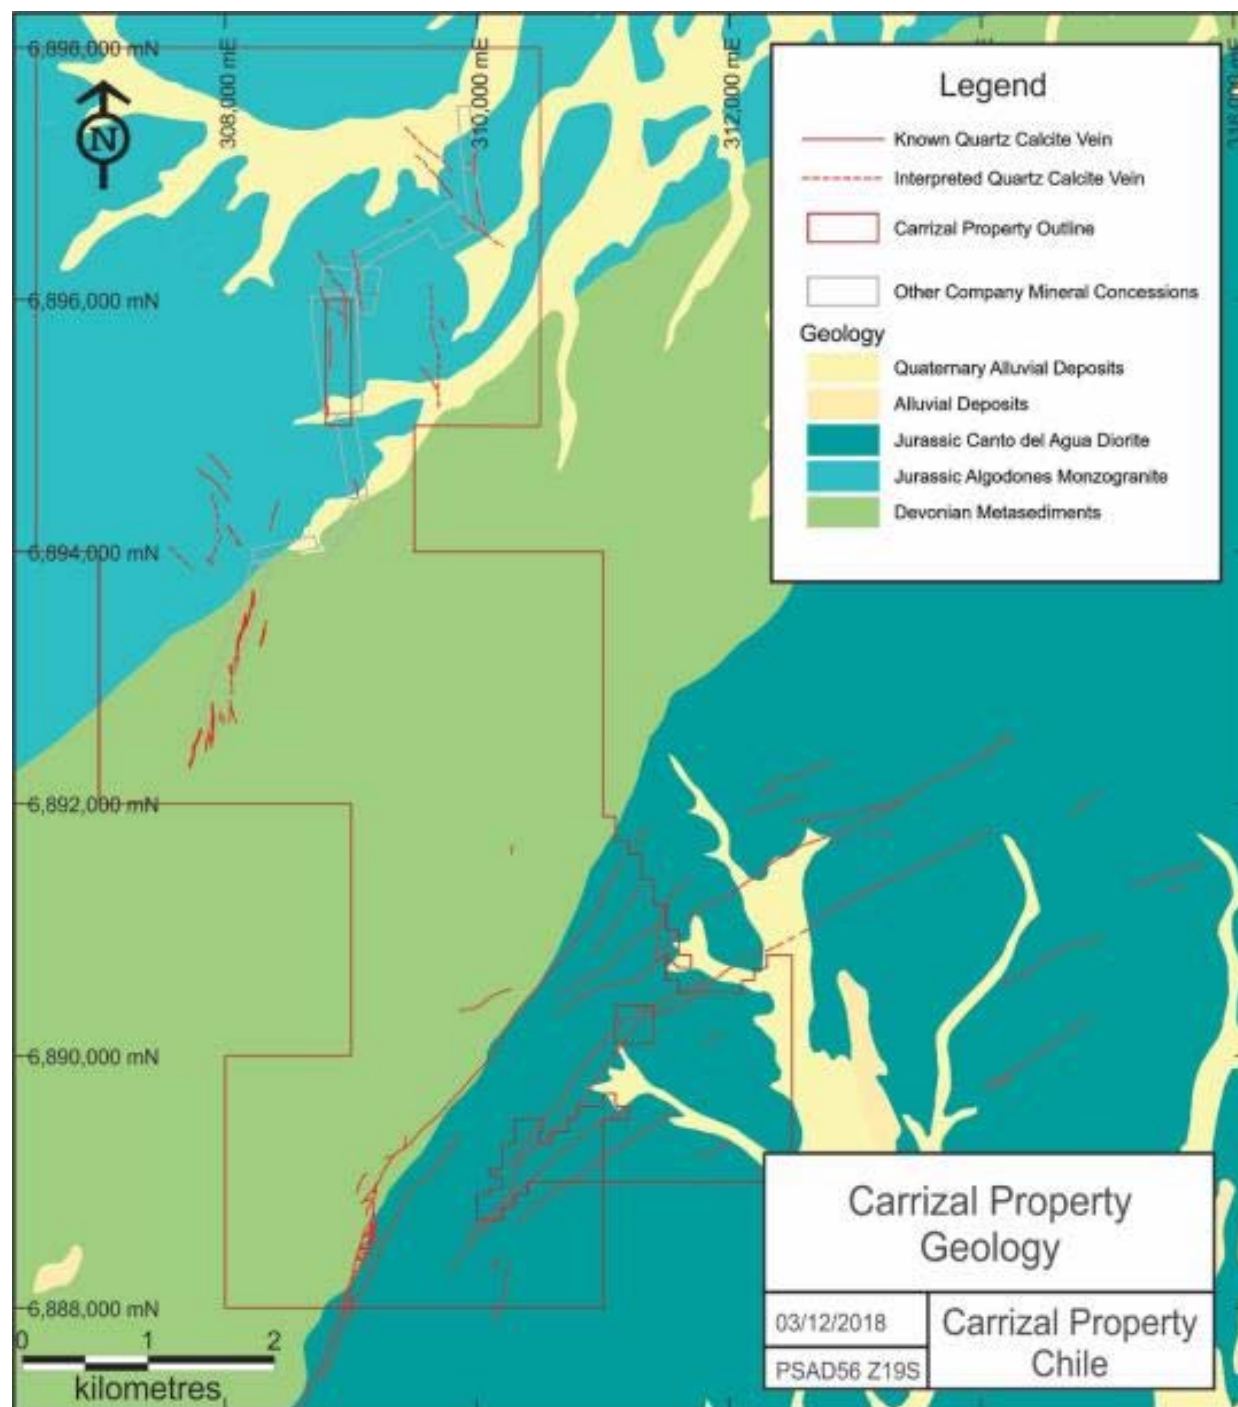 6,898,000 mN
308,000 mE
310,000 mE
312,000 mE
N
Legend
Known Quartz Calcite Vein
Interpreted Quartz Calcite Vein
Carrizal Property Outline
Other Company Mineral Concessions
Geology
Quaternary Alluvial Deposits
Alluvial Deposits
Jurassic Canto del Agua Diorite
Jurassic Algodones Monzogranite
Devonian Metasediments
6,896,000 mN
6,894,000 mN
6,892,000 mN
6,890,000 mN
6,888,000 mN
0 1 2
kilometres
Carrizal Property
Geology
03/12/2018
PSAD56 Z19S
Carrizal Property
Chile